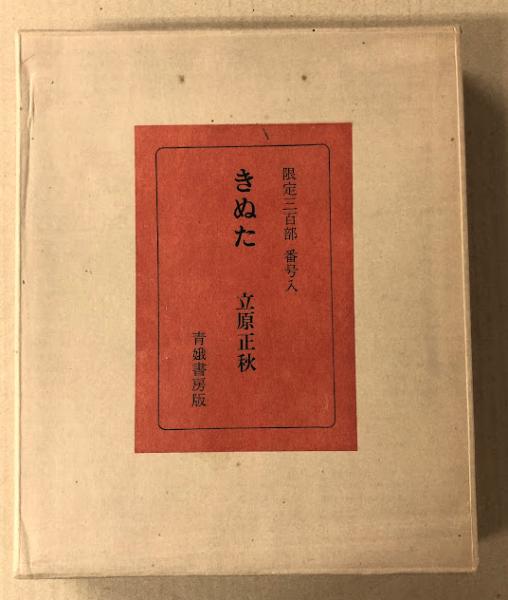 限定三百部 番号入
きぬた 立原正秋
青娥書房版